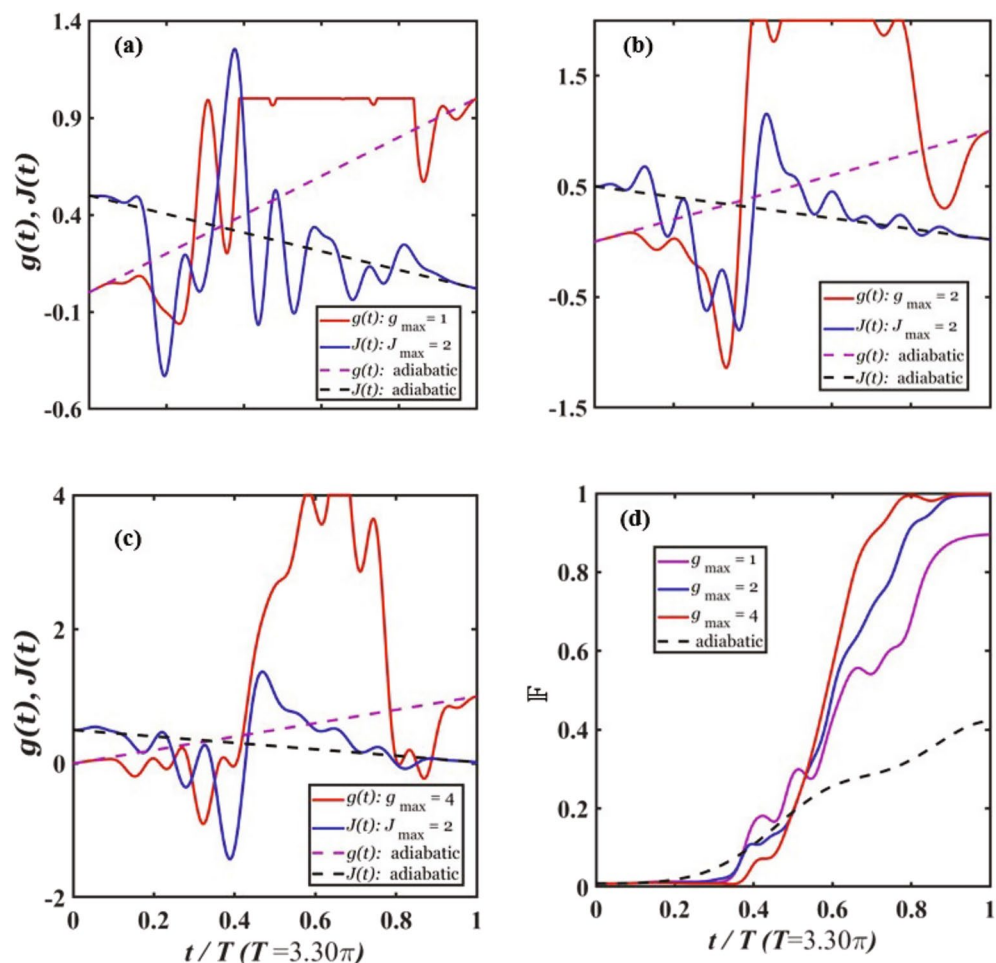 1.4
(a)
0.9
0.4
-0.1
-0.6
g(t), J(t)
g(t): g max = 1
J(t): J max = 2
g(t): adiabatic
J(t): adiabatic
(b)
1.5
0.5
-0.5
-1.5
g(t): g max = 2
J(t): J max = 2
g(t): adiabatic
J(t): adiabatic
4
(c)
2
0
-2
g(t), J(t)
g(t): g max = 4
J(t): J max = 2
g(t): adiabatic
J(t): adiabatic
0 0.2 0.4 0.6 0.8 1
t / T (T=3.30π)
1
(d)
0.8
0.6
0.4
0.2
0
𝔽
g max = 1
g max = 2
g max = 4
adiabatic
0 0.2 0.4 0.6 0.8 1
t / T (T=3.30π)